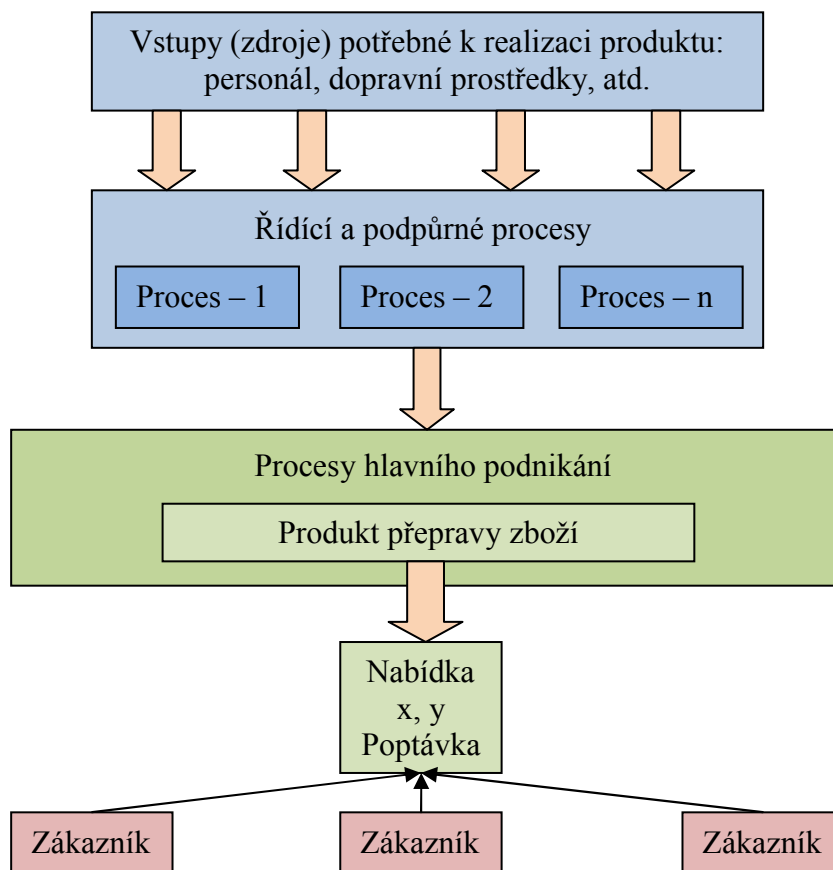 Vstupy (zdroje) potřebné k realizaci produktu:
personál, dopravní prostředky, atd.
Řídící a podpůrné procesy
Proces – 1
Proces – 2
Proces – n
Procesy hlavního podnikání
Produkt přepravy zboží
Nabídka
x, y
Poptávka
Zákazník
Zákazník
Zákazník